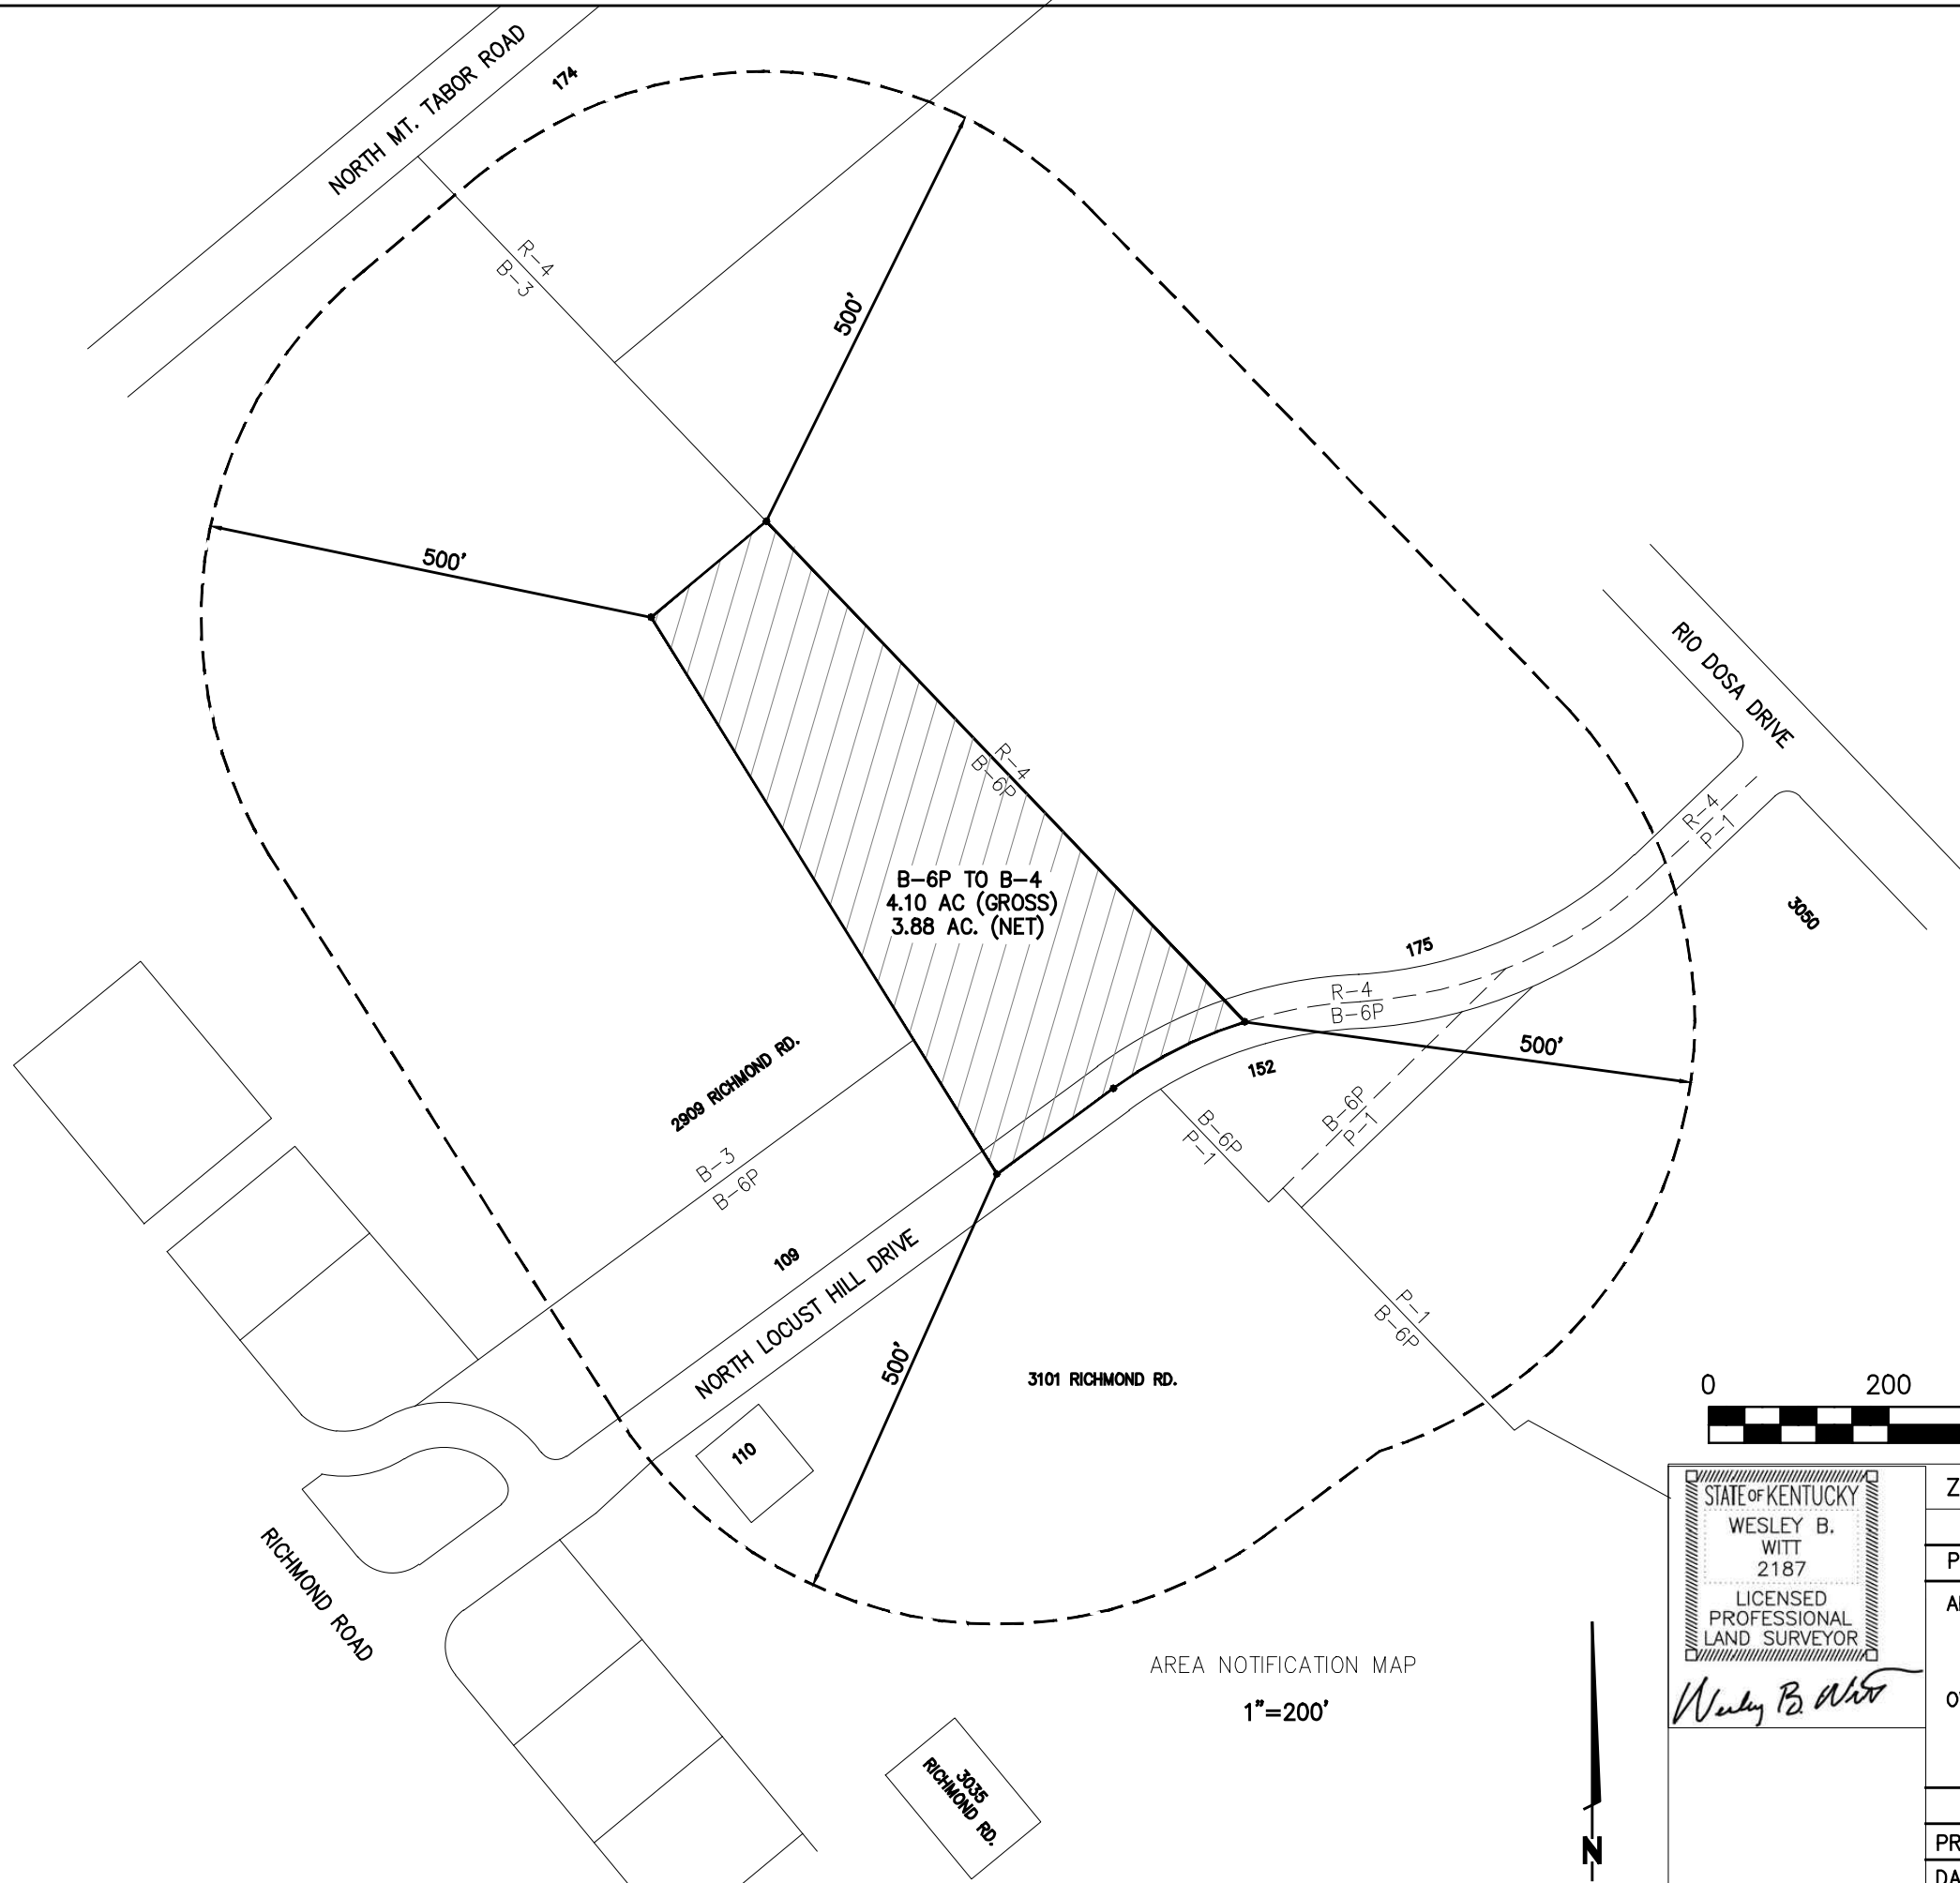 NORTH MT. TABOR ROAD
174
R-4
B-3
500'
500'
RIO DOSA DRIVE
R-4
B-6P
R-4
P-1
B-6P TO B-4
4.10 AC (GROSS)
3.88 AC. (NET)
3050
175
R-4
B-6P
500'
152
2909 RICHMOND RD.
B-6P
P-1
B-6P
P-1
B-3
B-6P
109
NORTH LOCUST HILL DRIVE
P-1
B-6P
500'
3101 RICHMOND RD.
0 200
110
RICHMOND ROAD
STATE OF KENTUCKY
WESLEY B.
WITT
2187
LICENSED
PROFESSIONAL
LAND SURVEYOR
Wesley B. Witt
AREA NOTIFICATION MAP
1"=200'
3035
RICHMOND RD.
N